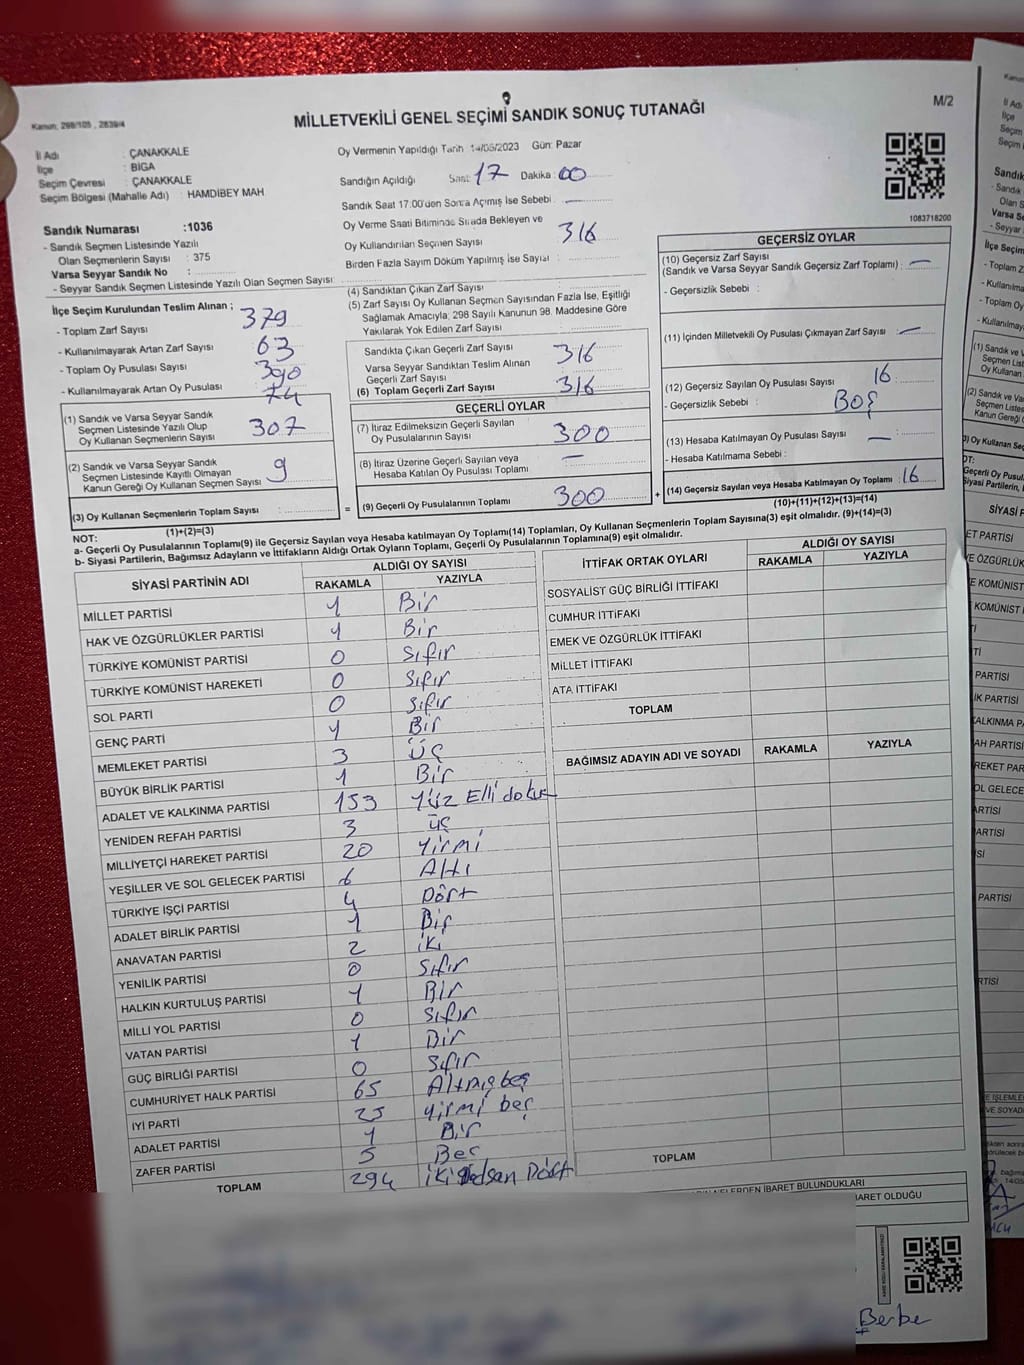 Kanun; 298/105 , 2839/4
MİLLETVEKİLİ GENEL SEÇİMİ SANDIK SONUÇ TUTANAĞI
M/2
İl Adı : ÇANAKKALE
İlçe : BİGA
Seçim Çevresi : ÇANAKKALE
Seçim Bölgesi (Mahalle Adı) : HAMDİBEY MAH
Sandık Numarası :1036
- Sandık Seçmen Listesinde Yazılı
Olan Seçmenlerin Sayısı : 375
Varsa Seyyar Sandık No :
- Seyyar Sandık Seçmen Listesinde Yazılı Olan Seçmen Sayısı :
Oy Vermenin Yapıldığı Tarih :14/05/2023 Gün: Pazar
Sandığın Açıldığı Saat: 17 Dakika: 00
Sandık Saat 17.00'den Sonra Açılmış İse Sebebi : —
Oy Verme Saati Bitiminde Sırada Bekleyen ve
Oy Kullandırılan Seçmen Sayısı : 316
Birden Fazla Sayım Döküm Yapılmış İse Sayısı :
1083718200
İlçe Seçim Kurulundan Teslim Alınan ;
- Toplam Zarf Sayısı 379
- Kullanılmayarak Artan Zarf Sayısı 63
- Toplam Oy Pusulası Sayısı 390
- Kullanılmayarak Artan Oy Pusulası 74
(1) Sandık ve Varsa Seyyar Sandık
Seçmen Listesinde Yazılı Olup
Oy Kullanan Seçmenlerin Sayısı 307
(2) Sandık ve Varsa Seyyar Sandık
Seçmen Listesinde Kayıtlı Olmayan
Kanun Gereği Oy Kullanan Seçmen Sayısı 9
(3) Oy Kullanan Seçmenlerin Toplam Sayısı :
(1)+(2)=(3)
(4) Sandıktan Çıkan Zarf Sayısı :
(5) Zarf Sayısı Oy Kullanan Seçmen Sayısından Fazla İse, Eşitliği
Sağlamak Amacıyla; 298 Sayılı Kanunun 98. Maddesine Göre
Yakılarak Yok Edilen Zarf Sayısı :
Sandıkta Çıkan Geçerli Zarf Sayısı 316
Varsa Seyyar Sandıktan Teslim Alınan
Geçerli Zarf Sayısı
(6) Toplam Geçerli Zarf Sayısı 316
GEÇERLİ OYLAR
(7) İtiraz Edilmeksizin Geçerli Sayılan
Oy Pusulalarının Sayısı : 300
(8) İtiraz Üzerine Geçerli Sayılan veya
Hesaba Katılan Oy Pusulası Toplamı —
= (9) Geçerli Oy Pusulalarının Toplamı 300
GEÇERSİZ OYLAR
(10) Geçersiz Zarf Sayısı
(Sandık ve Varsa Seyyar Sandık Geçersiz Zarf Toplamı) : —
- Geçersizlik Sebebi :
(11) İçinden Milletvekili Oy Pusulası Çıkmayan Zarf Sayısı : —
(12) Geçersiz Sayılan Oy Pusulası Sayısı : 16
- Geçersizlik Sebebi : Boş
(13) Hesaba Katılmayan Oy Pusulası Sayısı : —
- Hesaba Katılmama Sebebi :
+ (14) Geçersiz Sayılan veya Hesaba Katılmayan Oy Toplamı : 16
(10)+(11)+(12)+(13)=(14)
NOT:
a- Geçerli Oy Pusulalarının Toplamı(9) ile Geçersiz Sayılan veya Hesaba katılmayan Oy Toplamı(14) Toplamları, Oy Kullanan Seçmenlerin Toplam Sayısına(3) eşit olmalıdır. (9)+(14)=(3)
b- Siyasi Partilerin, Bağımsız Adayların ve İttifakların Aldığı Ortak Oyların Toplamı, Geçerli Oy Pusulalarının Toplamına(9) eşit olmalıdır.
SİYASİ PARTİNİN ADI ALDIĞI OY SAYISI
RAKAMLA YAZIYLA
MİLLET PARTİSİ 1 Bir
HAK VE ÖZGÜRLÜKLER PARTİSİ 1 Bir
TÜRKİYE KOMÜNİST PARTİSİ 0 Sıfır
TÜRKİYE KOMÜNİST HAREKETİ 0 Sıfır
SOL PARTİ 0 Sıfır
GENÇ PARTİ 1 Bir
MEMLEKET PARTİSİ 3 Üç
BÜYÜK BİRLİK PARTİSİ 1 Bir
ADALET VE KALKINMA PARTİSİ 153 Yüz Elli
YENİDEN REFAH PARTİSİ 3 Üç
MİLLİYETÇİ HAREKET PARTİSİ 20 Yirmi
YEŞİLLER VE SOL GELECEK PARTİSİ 6 Altı
TÜRKİYE İŞÇİ PARTİSİ 4 Dört
ADALET BİRLİK PARTİSİ 1 Bir
ANAVATAN PARTİSİ 2 iki
YENİLİK PARTİSİ 0 Sıfır
HALKIN KURTULUŞ PARTİSİ 1 Bir
MİLLİ YOL PARTİSİ 0 Sıfır
VATAN PARTİSİ 1 Bir
GÜÇ BİRLİĞİ PARTİSİ 0 Sıfır
CUMHURİYET HALK PARTİSİ 65 Altmış beş
İYİ PARTİ 25 Yirmi beş
ADALET PARTİSİ 1 Bir
ZAFER PARTİSİ 5 Beş
TOPLAM 294 Dört
İTTİFAK ORTAK OYLARI ALDIĞI OY SAYISI
RAKAMLA YAZIYLA
SOSYALİST GÜÇ BİRLİĞİ İTTİFAKI
CUMHUR İTTİFAKI
EMEK VE ÖZGÜRLÜK İTTİFAKI
MİLLET İTTİFAKI
ATA İTTİFAKI
TOPLAM
BAĞIMSIZ ADAYIN ADI VE SOYADI RAKAMLA YAZIYLA
TOPLAM
İBARET BULUNDUKLARI
OLDUĞU
Berbe